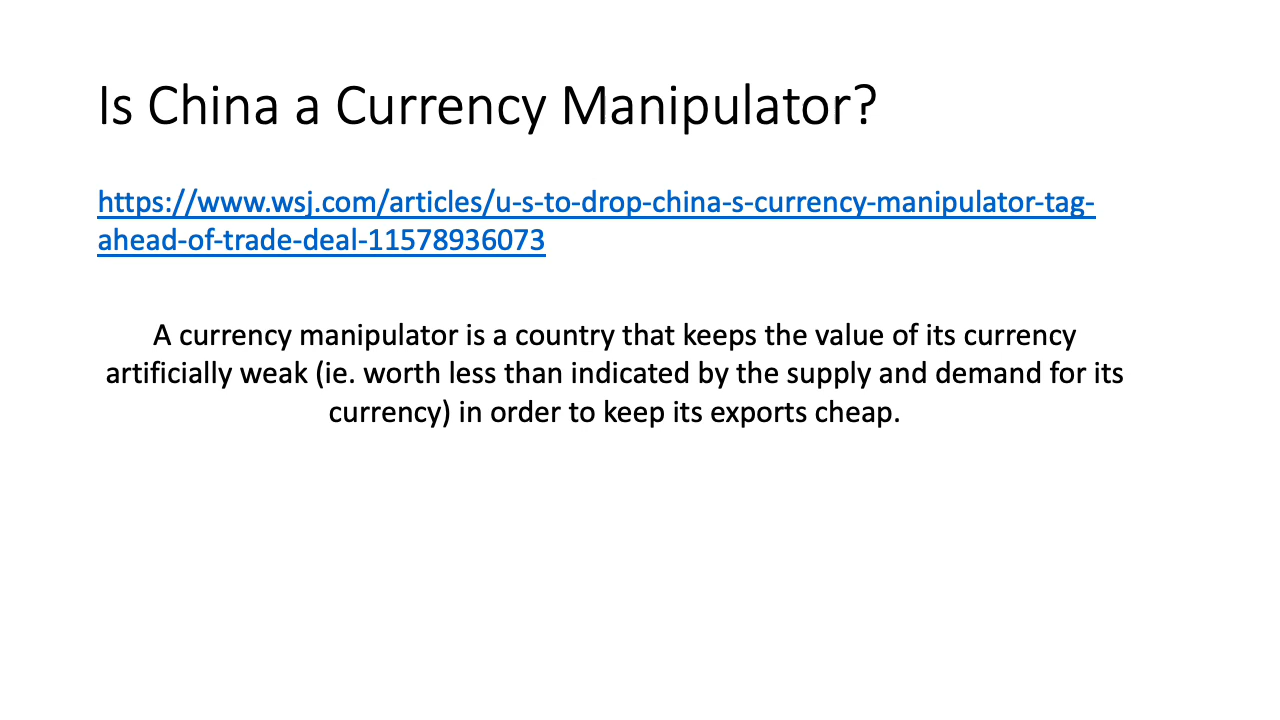 Is China a Currency Manipulator?
https://www.wsj.com/articles/u-s-to-drop-china-s-currency-manipulator-tag-
ahead-of-trade-deal-11578936073
A currency manipulator is a country that keeps the value of its currency
artificially weak (ie. worth less than indicated by the supply and demand for its
currency) in order to keep its exports cheap.